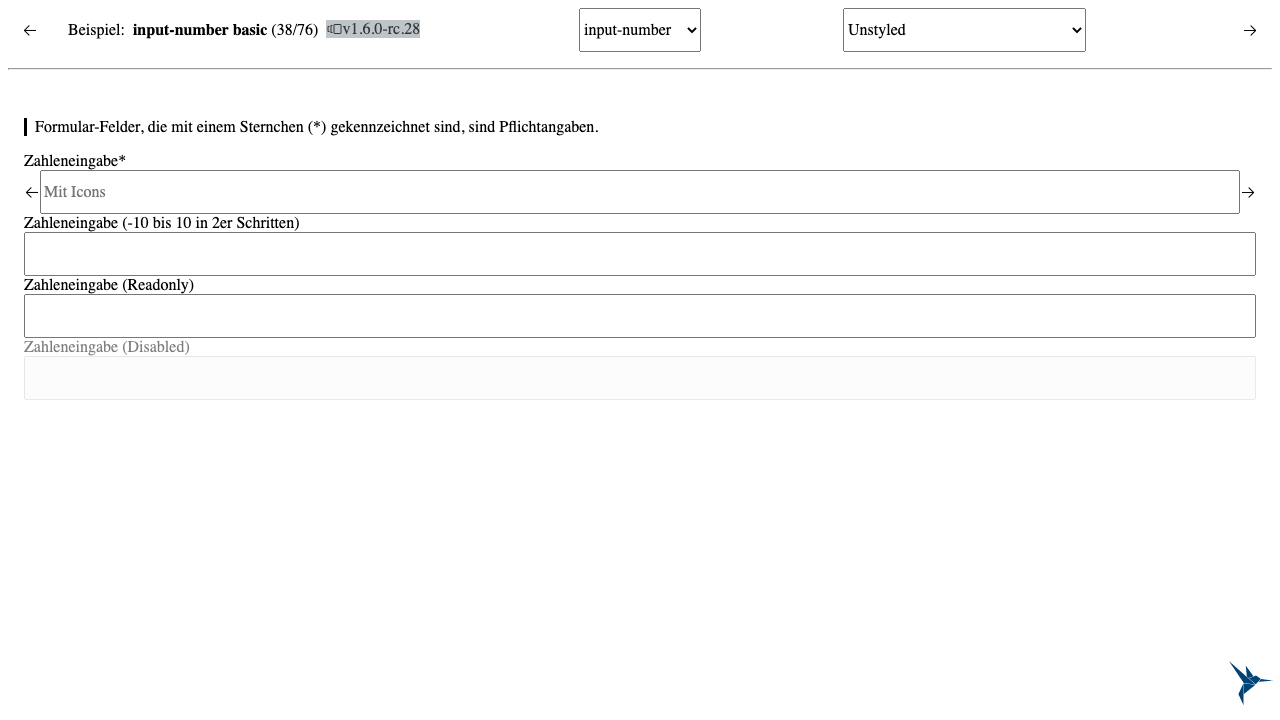 Beispiel: input-number basic (38/76) v1.6.0-rc.28 input-number Unstyled
Formular-Felder, die mit einem Sternchen (*) gekennzeichnet sind, sind Pflichtangaben.
Zahleneingabe*
Mit Icons
Zahleneingabe (-10 bis 10 in 2er Schritten)
Zahleneingabe (Readonly)
Zahleneingabe (Disabled)